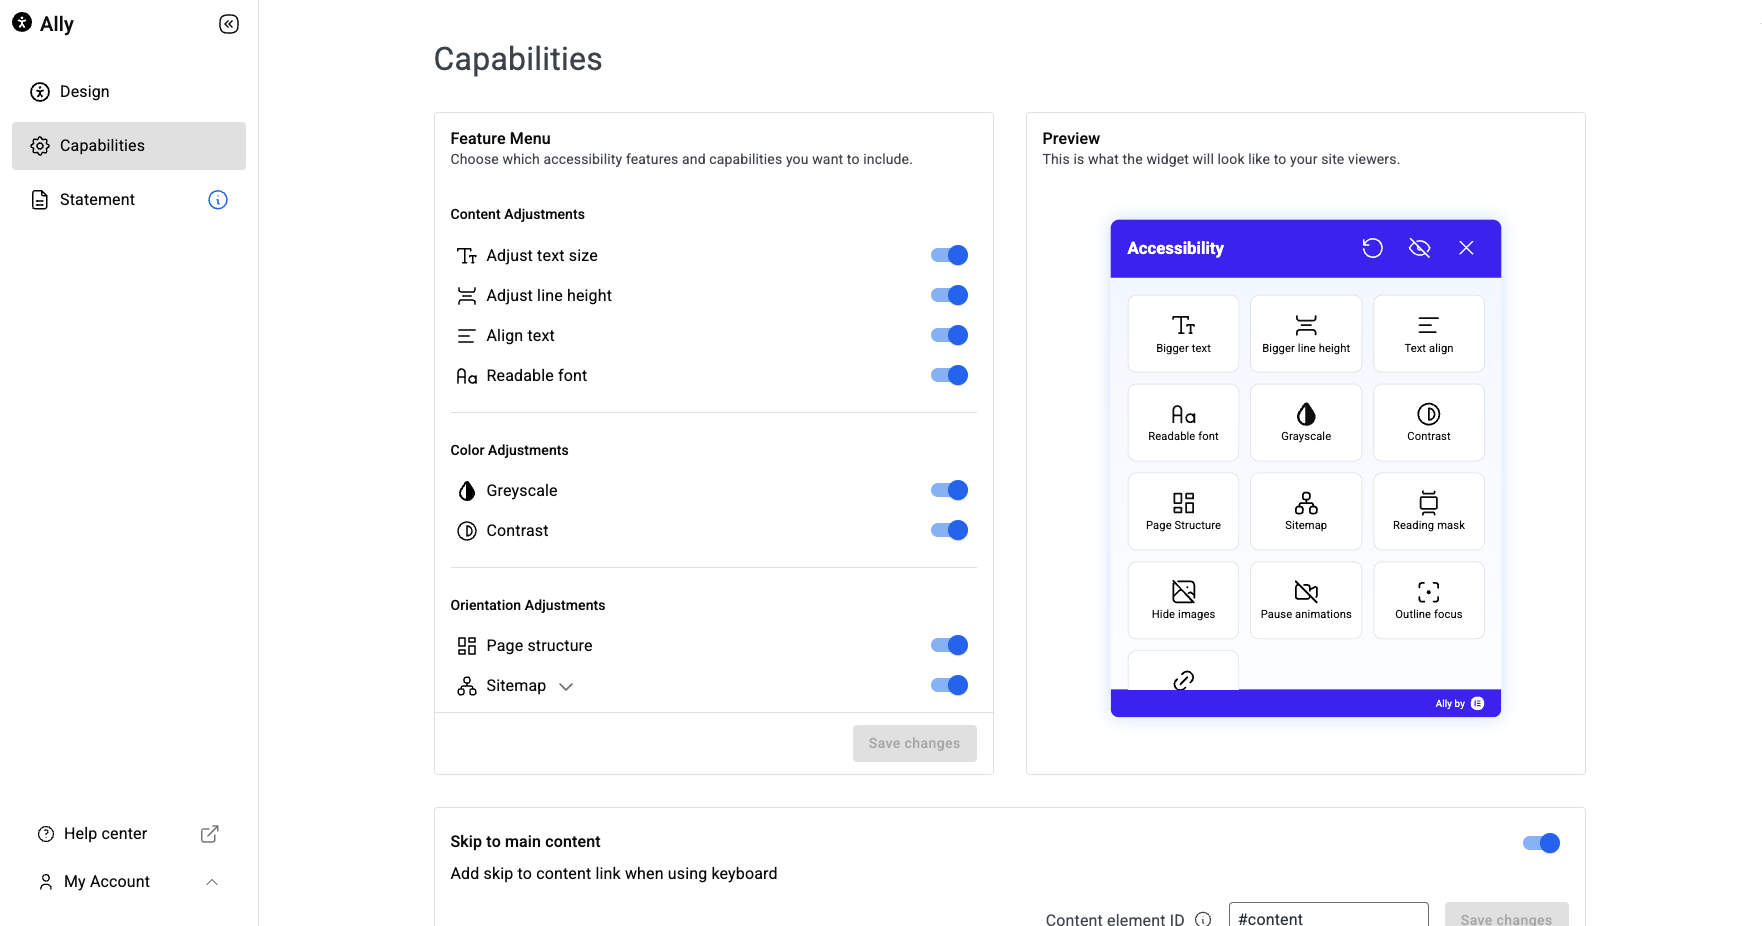 Ally
Design
Capabilities
Statement
Help center
My Account
Capabilities
Feature Menu
Choose which accessibility features and capabilities you want to include.
Content Adjustments
Adjust text size
Adjust line height
Align text
Readable font
Color Adjustments
Greyscale
Contrast
Orientation Adjustments
Page structure
Sitemap
Save changes
Preview
This is what the widget will look like to your site viewers.
Accessibility
Bigger text
Bigger line height
Text align
Readable font
Grayscale
Contrast
Page Structure
Sitemap
Reading mask
Hide images
Pause animations
Outline focus
Ally by
Skip to main content
Add skip to content link when using keyboard
Content element ID
#content
Save changes